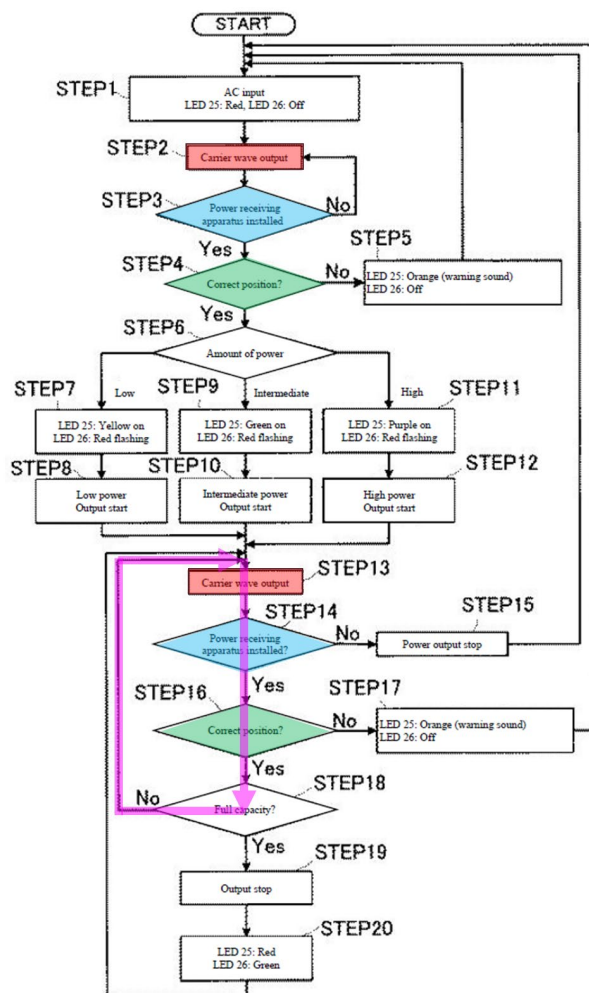 START
STEP1
AC input
LED 25: Red, LED 26: Off
STEP2
Carrier wave output
STEP3
Power receiving
apparatus installed
No
Yes
STEP4
Correct position?
No
STEP5
LED 25: Orange (warning sound)
LED 26: Off
Yes
STEP6
Amount of power
Low
Intermediate
High
STEP7
LED 25: Yellow on
LED 26: Red flashing
STEP9
LED 25: Green on
LED 26: Red flashing
STEP11
LED 25: Purple on
LED 26: Red flashing
STEP8
Low power
Output start
STEP10
Intermediate power
Output start
STEP12
High power
Output start
STEP13
Carrier wave output
STEP14
Power receiving
apparatus installed?
No
STEP15
Power output stop
Yes
STEP16
Correct position?
No
STEP17
LED 25: Orange (warning sound)
LED 26: Off
Yes
STEP18
Full capacity?
No
Yes
STEP19
Output stop
STEP20
LED 25: Red
LED 26: Green